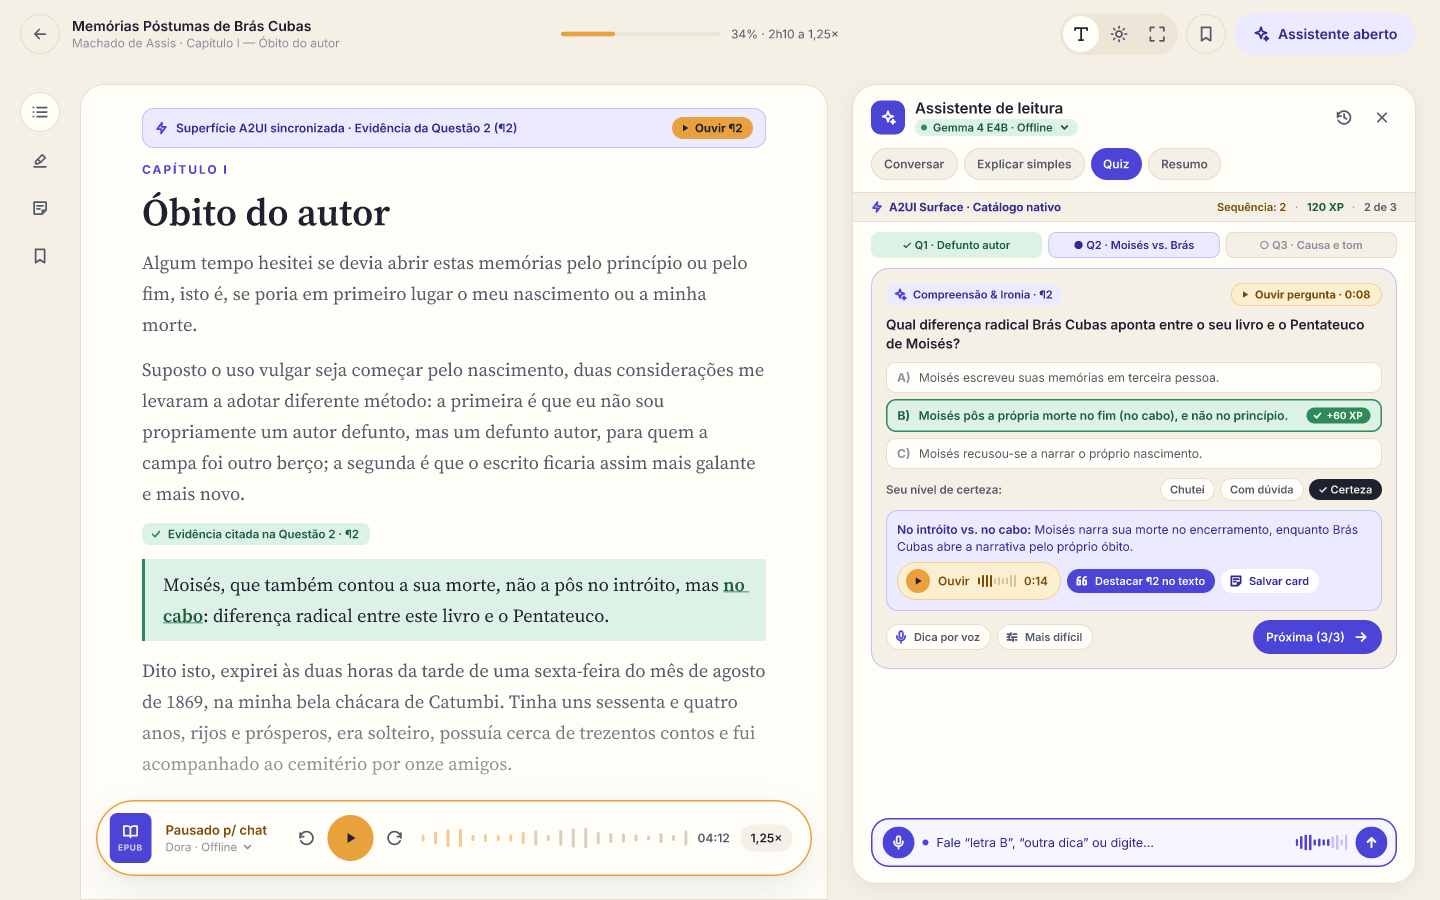 Memórias Póstumas de Brás Cubas
Machado de Assis · Capítulo I — Óbito do autor
34% · 2h10 a 1,25×
Assistente aberto
Superfície A2UI sincronizada · Evidência da Questão 2 (¶2)
Ouvir ¶2
CAPÍTULO I
Óbito do autor
Algum tempo hesitei se devia abrir estas memórias pelo princípio ou pelo
fim, isto é, se poria em primeiro lugar o meu nascimento ou a minha
morte.
Suposto o uso vulgar seja começar pelo nascimento, duas considerações me
levaram a adotar diferente método: a primeira é que eu não sou
propriamente um autor defunto, mas um defunto autor, para quem a
campa foi outro berço; a segunda é que o escrito ficaria assim mais galante
e mais novo.
Evidência citada na Questão 2 · ¶2
Moisés, que também contou a sua morte, não a pôs no intróito, mas no
cabo: diferença radical entre este livro e o Pentateuco.
Dito isto, expirei às duas horas da tarde de uma sexta-feira do mês de agosto
de 1869, na minha bela chácara de Catumbi. Tinha uns sessenta e quatro
anos, rijos e prósperos, era solteiro, possuía cerca de trezentos contos e fui
acompanhado ao cemitério por onze amigos.
EPUB
Pausado p/ chat
Dora · Offline
04:12
1,25×
Assistente de leitura
Gemma 4 E4B · Offline
Conversar
Explicar simples
Quiz
Resumo
A2UI Surface · Catálogo nativo
Sequência: 2 · 120 XP · 2 de 3
✓ Q1 · Defunto autor
● Q2 · Moisés vs. Brás
○ Q3 · Causa e tom
Compreensão & Ironia · ¶2
Ouvir pergunta · 0:08
Qual diferença radical Brás Cubas aponta entre o seu livro e o Pentateuco
de Moisés?
A) Moisés escreveu suas memórias em terceira pessoa.
B) Moisés pôs a própria morte no fim (no cabo), e não no princípio.
+60 XP
C) Moisés recusou-se a narrar o próprio nascimento.
Seu nível de certeza:
Chutei
Com dúvida
✓ Certeza
No intróito vs. no cabo: Moisés narra sua morte no encerramento, enquanto Brás
Cubas abre a narrativa pelo próprio óbito.
Ouvir
0:14
Destacar ¶2 no texto
Salvar card
Dica por voz
Mais difícil
Próxima (3/3)
Fale “letra B”, “outra dica” ou digite...